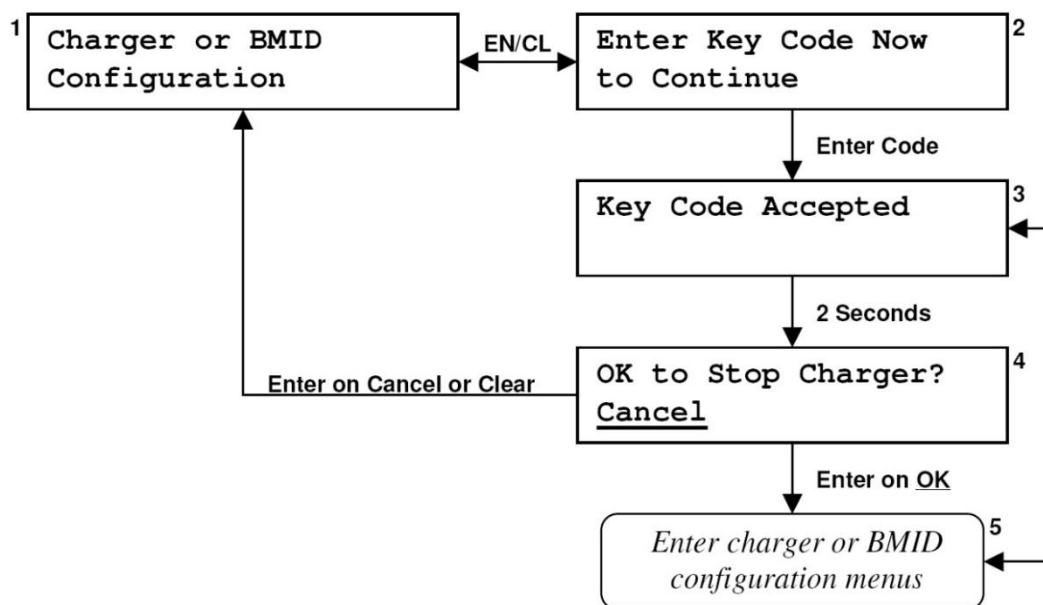 1
Charger or BMID
Configuration
EN/CL
2
Enter Key Code Now
to Continue
Enter Code
3
Key Code Accepted
2 Seconds
4
OK to Stop Charger?
Cancel
Enter on Cancel or Clear
Enter on OK
5
Enter charger or BMID
configuration menus